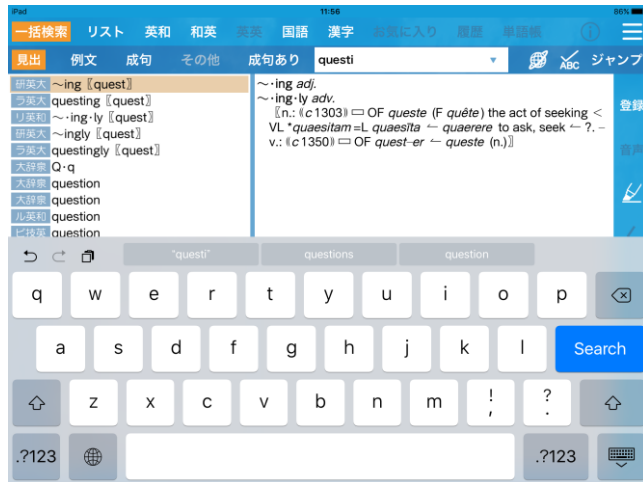 iPad 11:56 86%
一括検索 リスト 英和 和英 英英 国語 漢字 お気に入り 履歴 単語帳
見出 例文 成句 その他 成句あり questi ABC ジャンプ
研英大 ～ing〘quest〙
ラ英大 questing〘quest〙
リ英和 ～·ing·ly〘quest〙
研英大 ～ingly〘quest〙
ラ英大 questingly〘quest〙
大辞泉 Q·q
大辞泉 question
大辞泉 question
ル英和 question
ビ技英 question
～·ing adj.
～·ing·ly adv.
〘n.: 《c 1303》 OF queste (F quête) the act of seeking <
VL *quaesitam =L quaesīta ← quaerere to ask, seek ← ?. –
v.: 《c 1350》 OF quest-er ← queste (n.)〙
登録
音声
"questi" questions question
q w e r t y u i o p
a s d f g h j k l Search
z x c v b n m ! , ? .
.?123 .?123